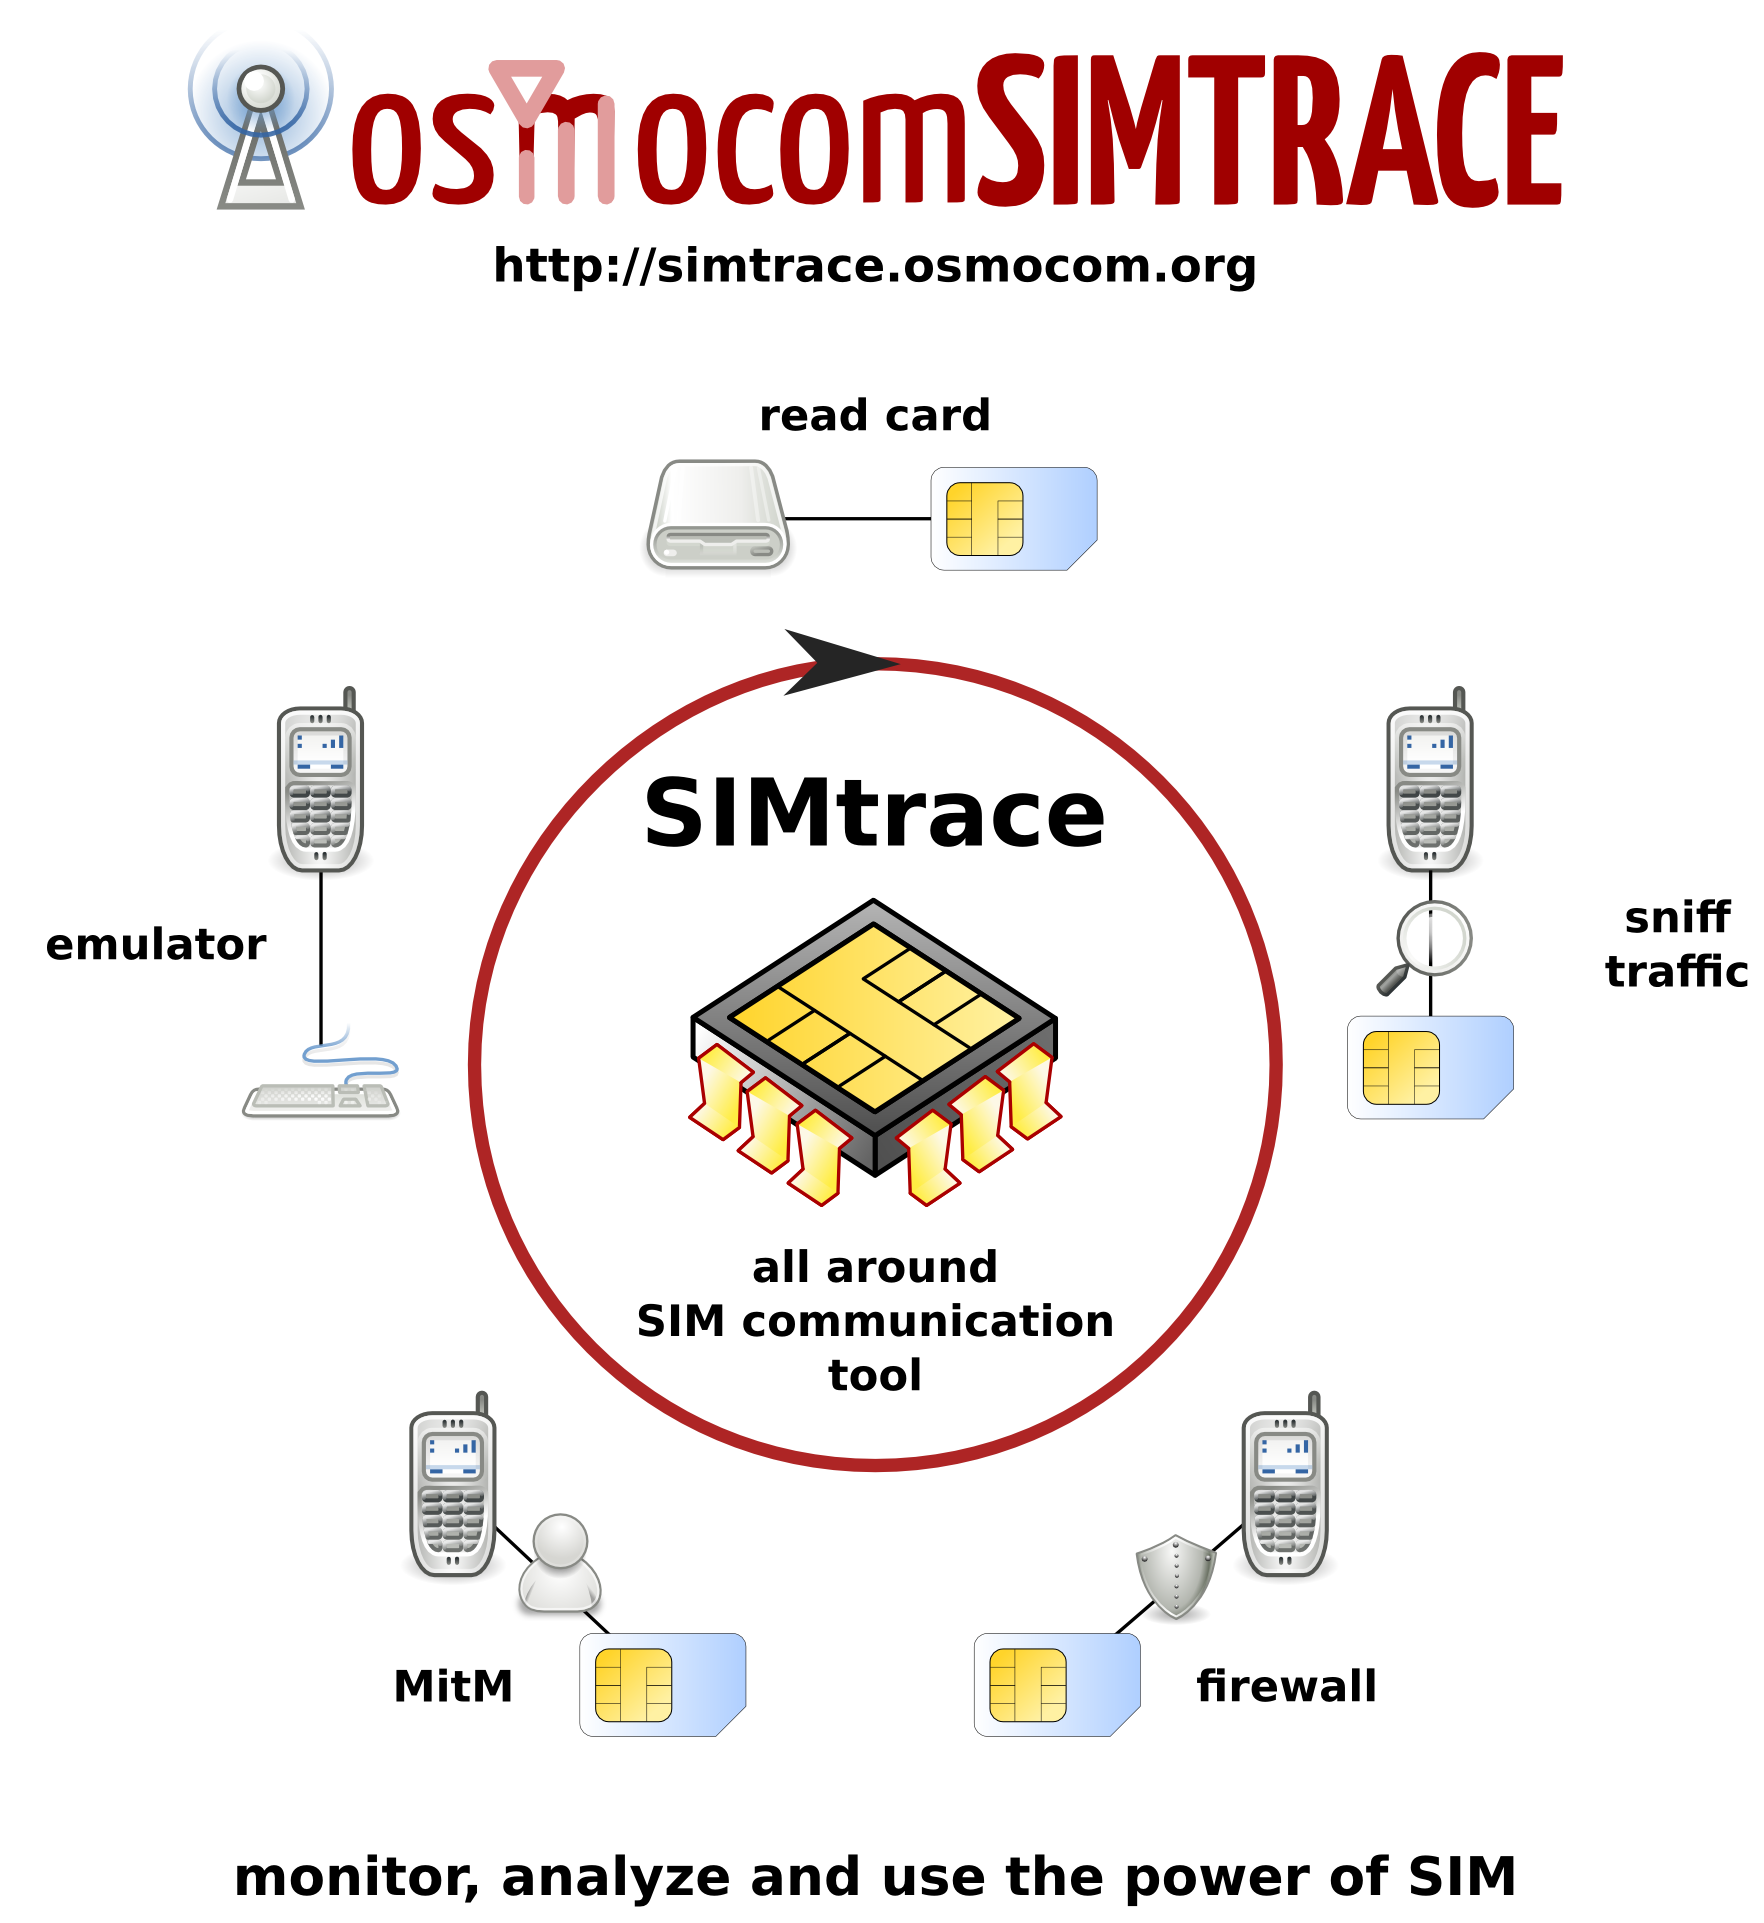 osmocomSIMTRACE
http://simtrace.osmocom.org
read card
SIMtrace
emulator
sniff
traffic
all around
SIM communication
tool
MitM
firewall
monitor, analyze and use the power of SIM